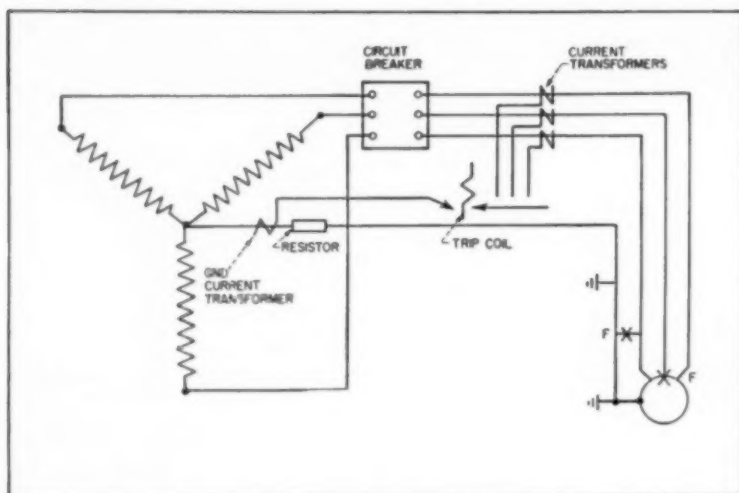 CIRCUIT
BREAKER
CURRENT
TRANSFORMERS
RESISTOR
TRIP COIL
GND
CURRENT
TRANSFORMER
F
F